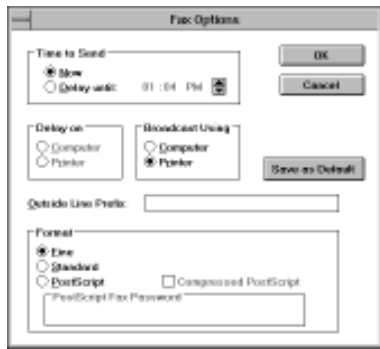 Fax Options
Time to Send
Now
Delay until: 01 : 04 PM
OK
Cancel
Delay on
Computer
Printer
Broadcast Using
Computer
Printer
Save as Default
Outside Line Prefix:
Format
Fine
Standard
PostScript
Compressed PostScript
PostScript Fax Password